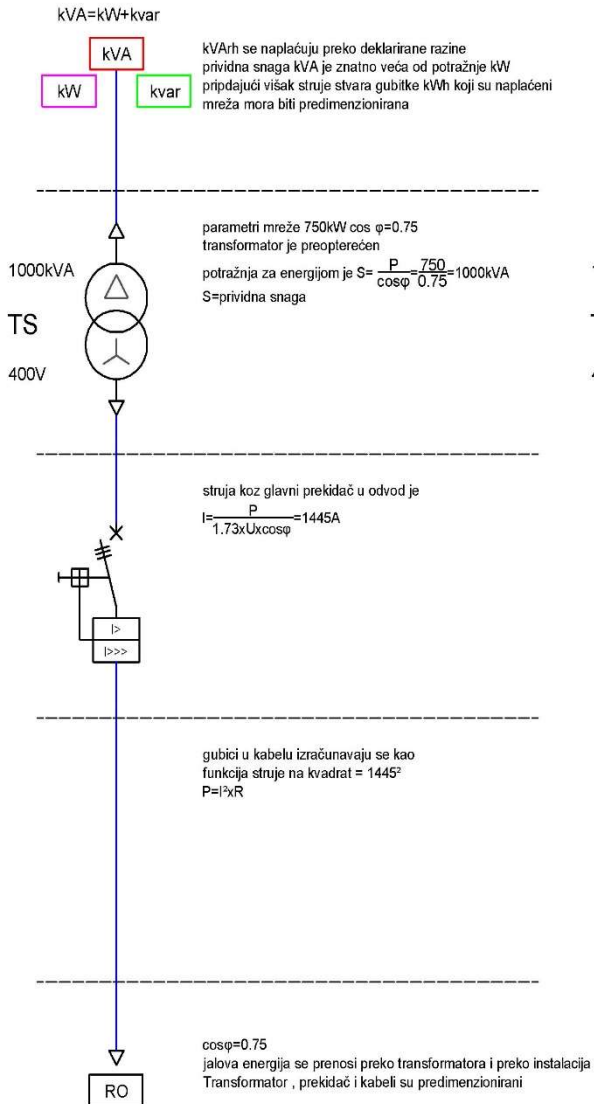 kVA=kW+kvar
kVA
kW
kvar
kVArh se naplaćuju preko deklarirane razine
prividna snaga kVA je znatno veća od potražnje kW
pripdajući višak struje stvara gubitke kWh koji su naplaćeni
mreža mora biti predimenzionirana
parametri mreže 750kW cos φ=0.75
transformator je preopterećen
potražnja za energijom je S= P/cosφ = 750/0.75 =1000kVA
S=prividna snaga
1000kVA
TS
400V
struja koz glavni prekidač u odvod je
I= P/1.73xUxcosφ =1445A
I>
I>>>
gubici u kabelu izračunavaju se kao
funkcija struje na kvadrat = 1445²
P=I²xR
cosφ=0.75
jalova energija se prenosi preko transformatora i preko instalacija
Transformator , prekidač i kabeli su predimenzionirani
RO